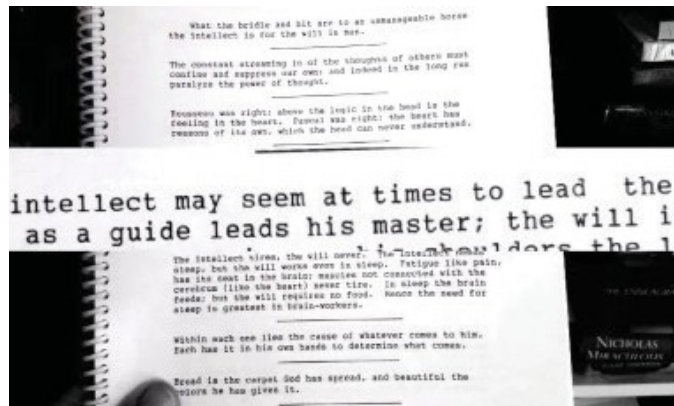 What the bridle and bit are to an unmanageable horse
the intellect is for the will in man.
The constant streaming in of the thoughts of others must
confine and suppress our own; and indeed in the long run
paralyze the power of thought.
Rousseau was right: above the logic in the head is the
feeling in the heart. Pascal was right: the heart has
reasons of its own, which the head can never understand.
intellect may seem at times to lead the
as a guide leads his master; the will i
shoulders the
The intellect tires, the will never. The intellect needs
sleep, but the will works even in sleep. Fatigue like pain,
has its seat in the brain; muscles not connected with the
cerebrum (like the heart) never tire. In sleep the brain
feeds; but the will requires no food. Hence the need for
sleep is greatest in brain-workers.
Within each one lies the cause of whatever comes to him.
Each has it in his own hands to determine what comes.
Bread is the carpet God has spread, and beautiful the
colors he has given it.
NICHOLAS